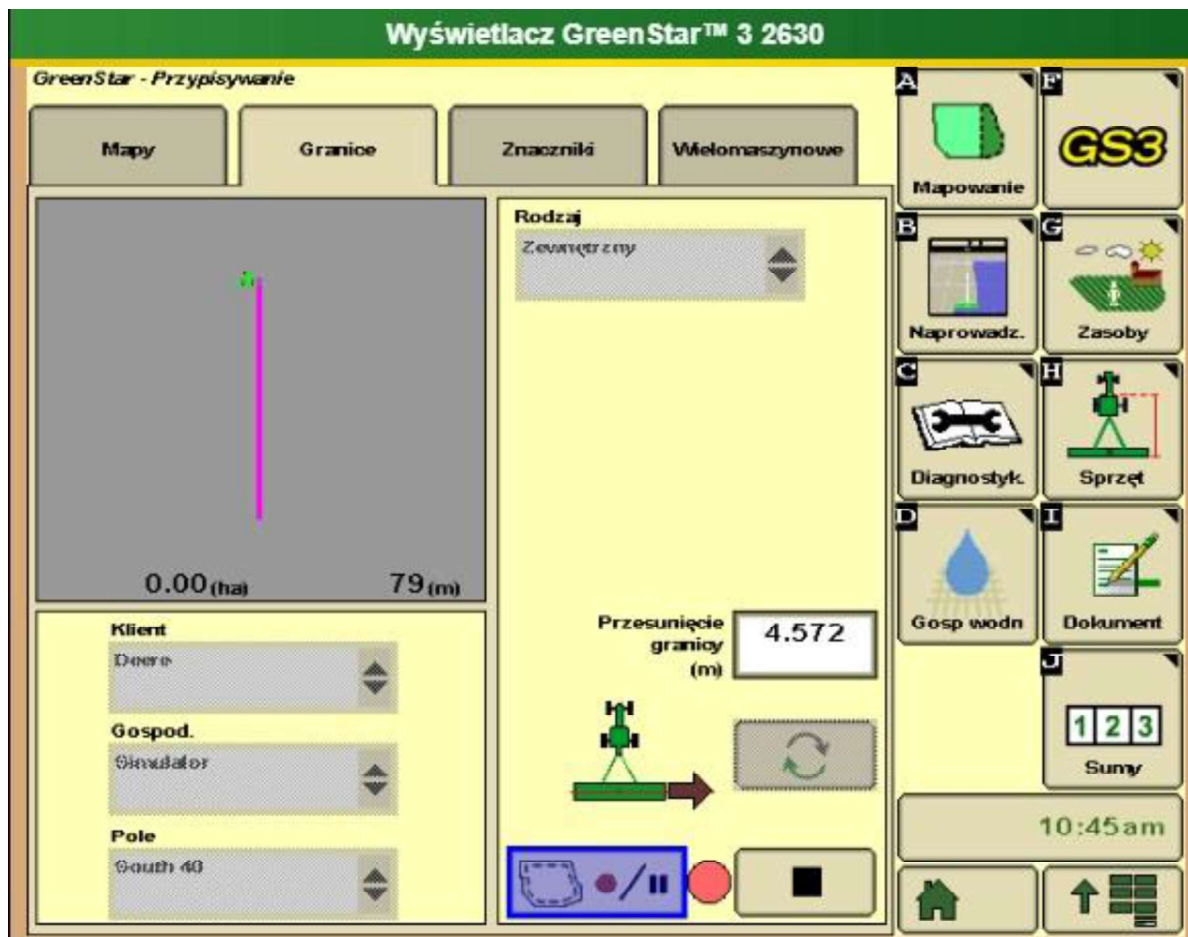 Wyświetlacz GreenStar™ 3 2630
GreenStar - Przypisywanie
Mapy
Granice
Znaczniki
Wielomaszynowe
0.00 (ha)
79 (m)
Klient
Deere
Gospod.
Simulator
Pole
South 40
Rodzaj
Zewnętrzny
Przesunięcie
granicy
(m)
4.572
A
Mapowanie
F
GS3
B
Naprowadz.
G
Zasoby
C
Diagnostyk.
H
Sprzęt
D
Gosp wodn
I
Dokument
J
1 2 3
Sumy
10:45am